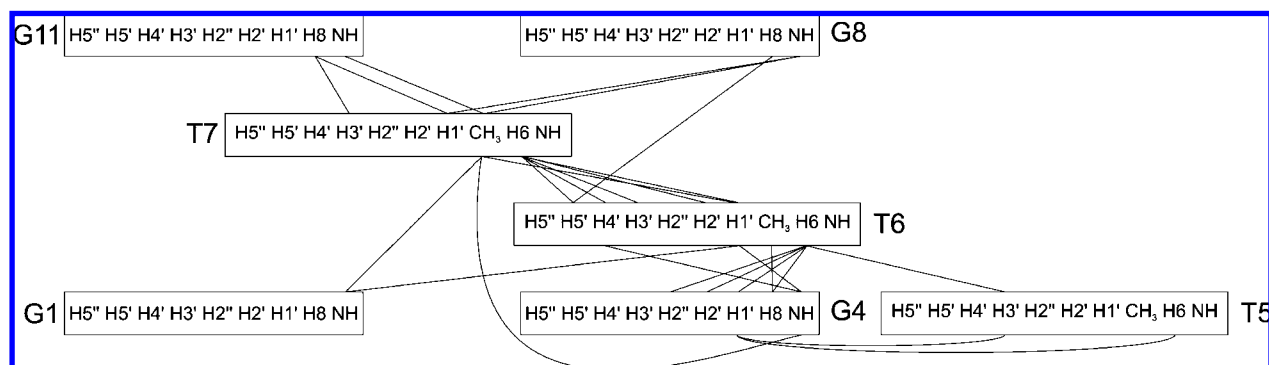 G11 H5" H5' H4' H3' H2" H2' H1' H8 NH
H5" H5' H4' H3' H2" H2' H1' H8 NH G8
T7 H5" H5' H4' H3' H2" H2' H1' CH₃ H6 NH
H5" H5' H4' H3' H2" H2' H1' CH₃ H6 NH T6
G1 H5" H5' H4' H3' H2" H2' H1' H8 NH
H5" H5' H4' H3' H2" H2' H1' H8 NH G4
H5" H5' H4' H3' H2" H2' H1' CH₃ H6 NH T5